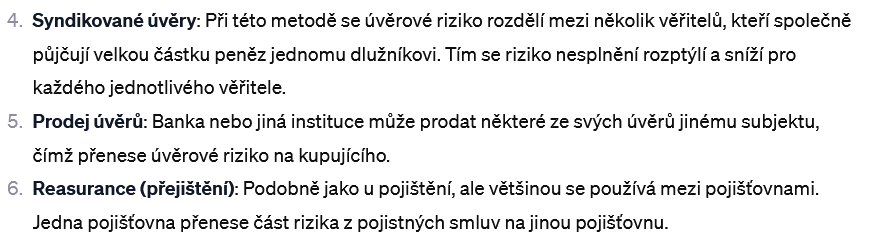 4. Syndikované úvěry: Při této metodě se úvěrové riziko rozdělí mezi několik věřitelů, kteří společně
půjčují velkou částku peněz jednomu dlužníkovi. Tím se riziko nesplnění rozptýlí a sníží pro
každého jednotlivého věřitele.
5. Prodej úvěrů: Banka nebo jiná instituce může prodat některé ze svých úvěrů jinému subjektu,
čímž přenese úvěrové riziko na kupujícího.
6. Reasurance (přejištění): Podobně jako u pojištění, ale většinou se používá mezi pojišťovnami.
Jedna pojišťovna přenese část rizika z pojistných smluv na jinou pojišťovnu.